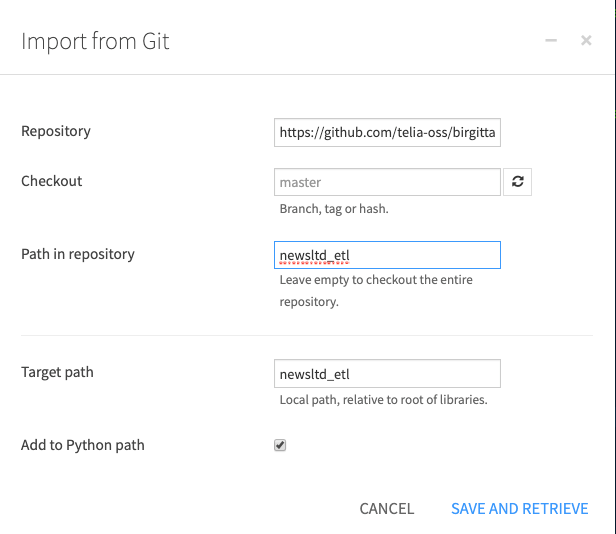 Import from Git
Repository
https://github.com/telia-oss/birgitta
Checkout
master
Branch, tag or hash.
Path in repository
newsltd_etl
Leave empty to checkout the entire
repository.
Target path
newsltd_etl
Local path, relative to root of libraries.
Add to Python path
CANCEL
SAVE AND RETRIEVE